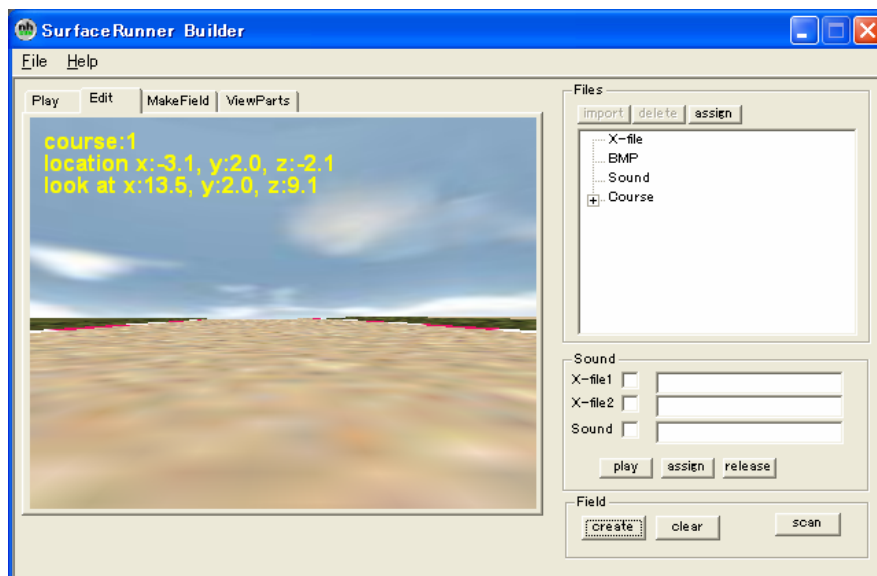 SurfaceRunner Builder
File Help
Play Edit MakeField ViewParts
course:1
location x:-3.1, y:2.0, z:-2.1
look at x:13.5, y:2.0, z:9.1
Files
import delete assign
X-file
BMP
Sound
Course
Sound
X-file1
X-file2
Sound
play assign release
Field
create clear scan